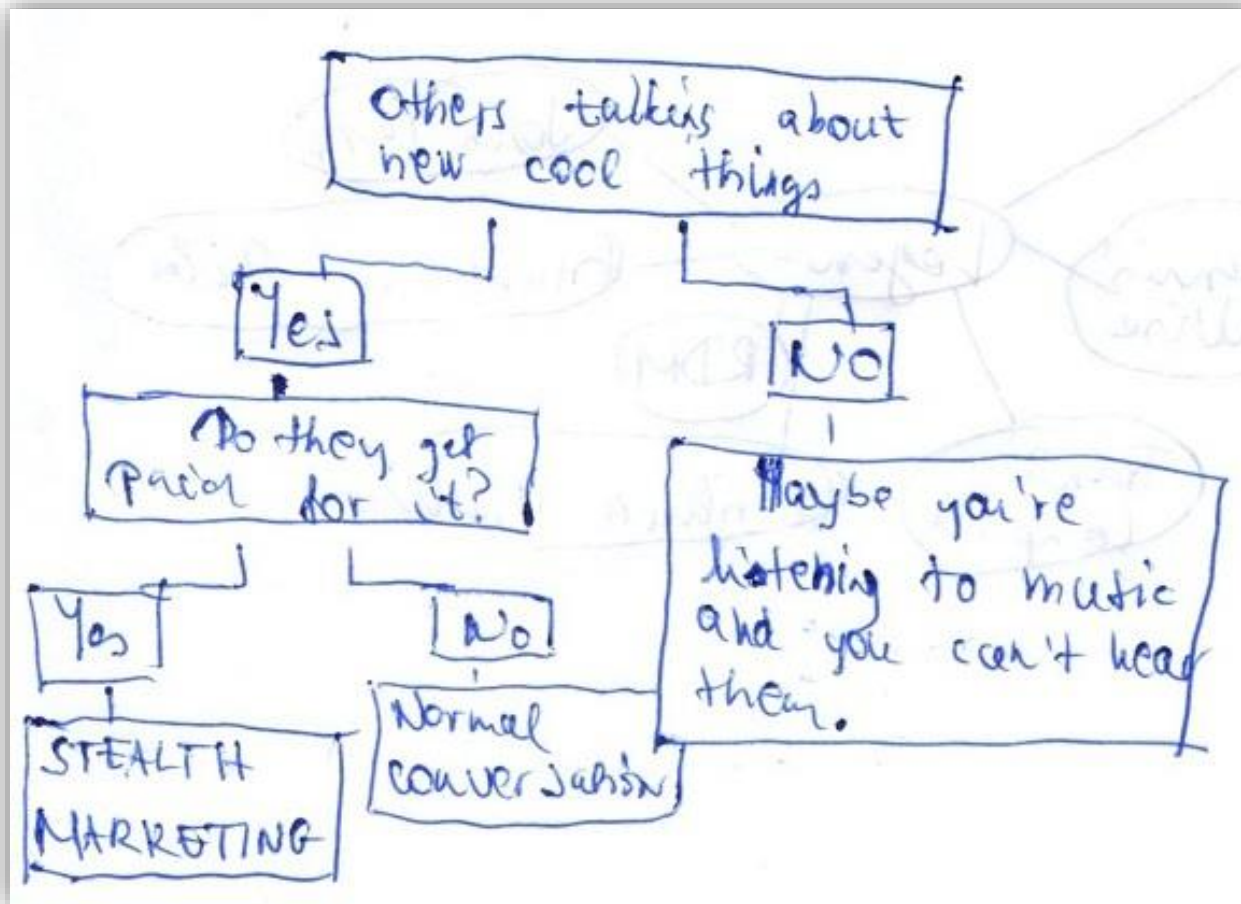 Others talking about
new cool things
Yes
No
Do they get
paid for it?
Maybe you're
listening to music
and you can't hear
them.
Yes
No
STEALTH
MARKETING
Normal
conversation